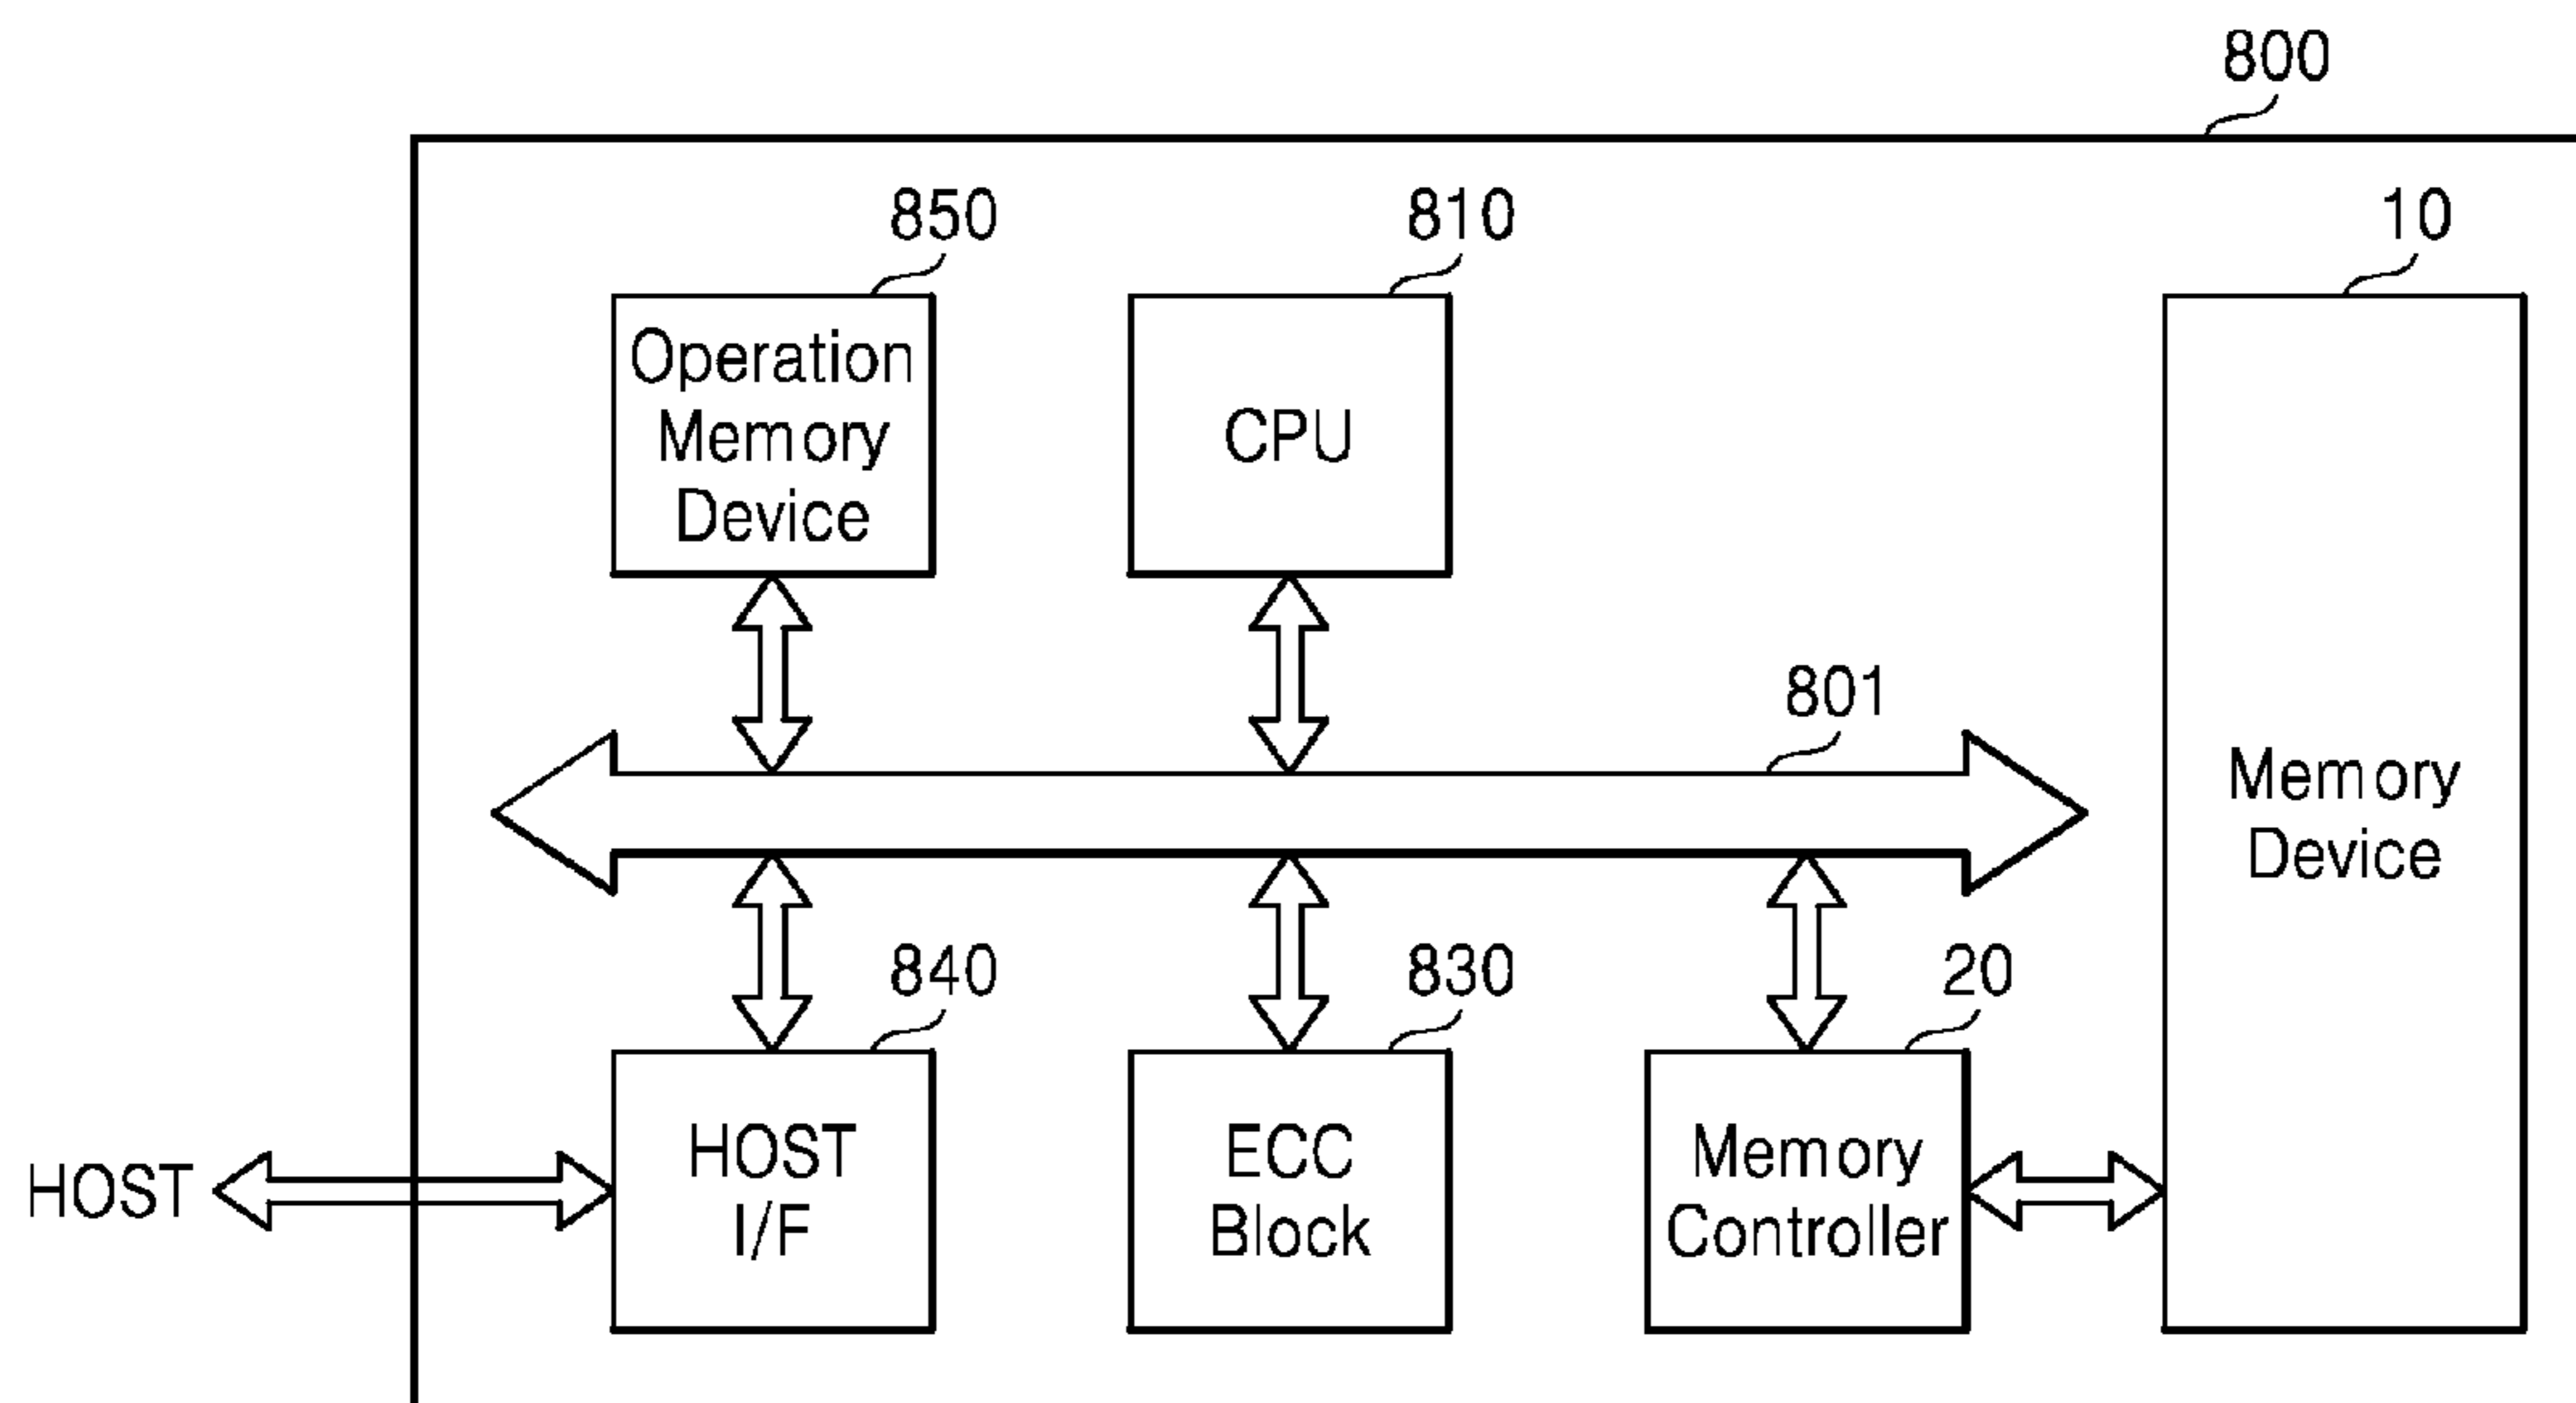 800
850
810
10
Operation
Memory
Device
CPU
801
Memory
Device
840
830
20
HOST
HOST
I/F
ECC
Block
Memory
Controller